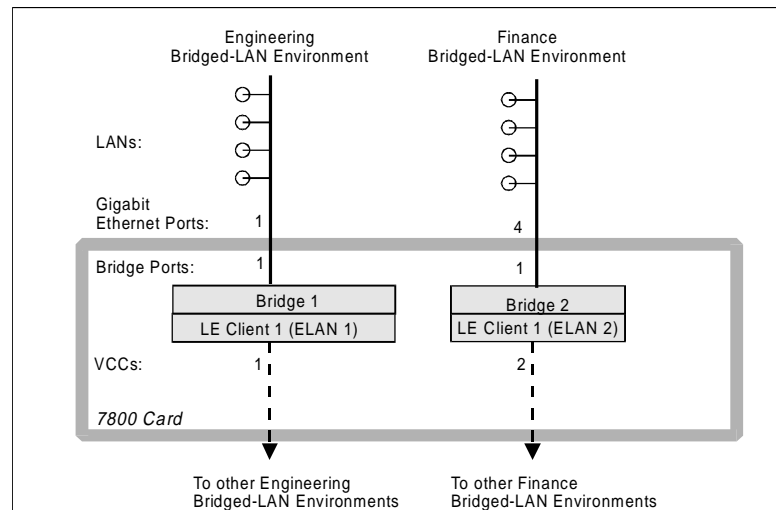 Engineering
Bridged-LAN Environment
Finance
Bridged-LAN Environment
LANs:
Gigabit
Ethernet Ports:
1
4
Bridge Ports:
1
1
Bridge 1
LE Client 1 (ELAN 1)
Bridge 2
LE Client 1 (ELAN 2)
VCCs:
1
2
7800 Card
To other Engineering
Bridged-LAN Environments
To other Finance
Bridged-LAN Environments